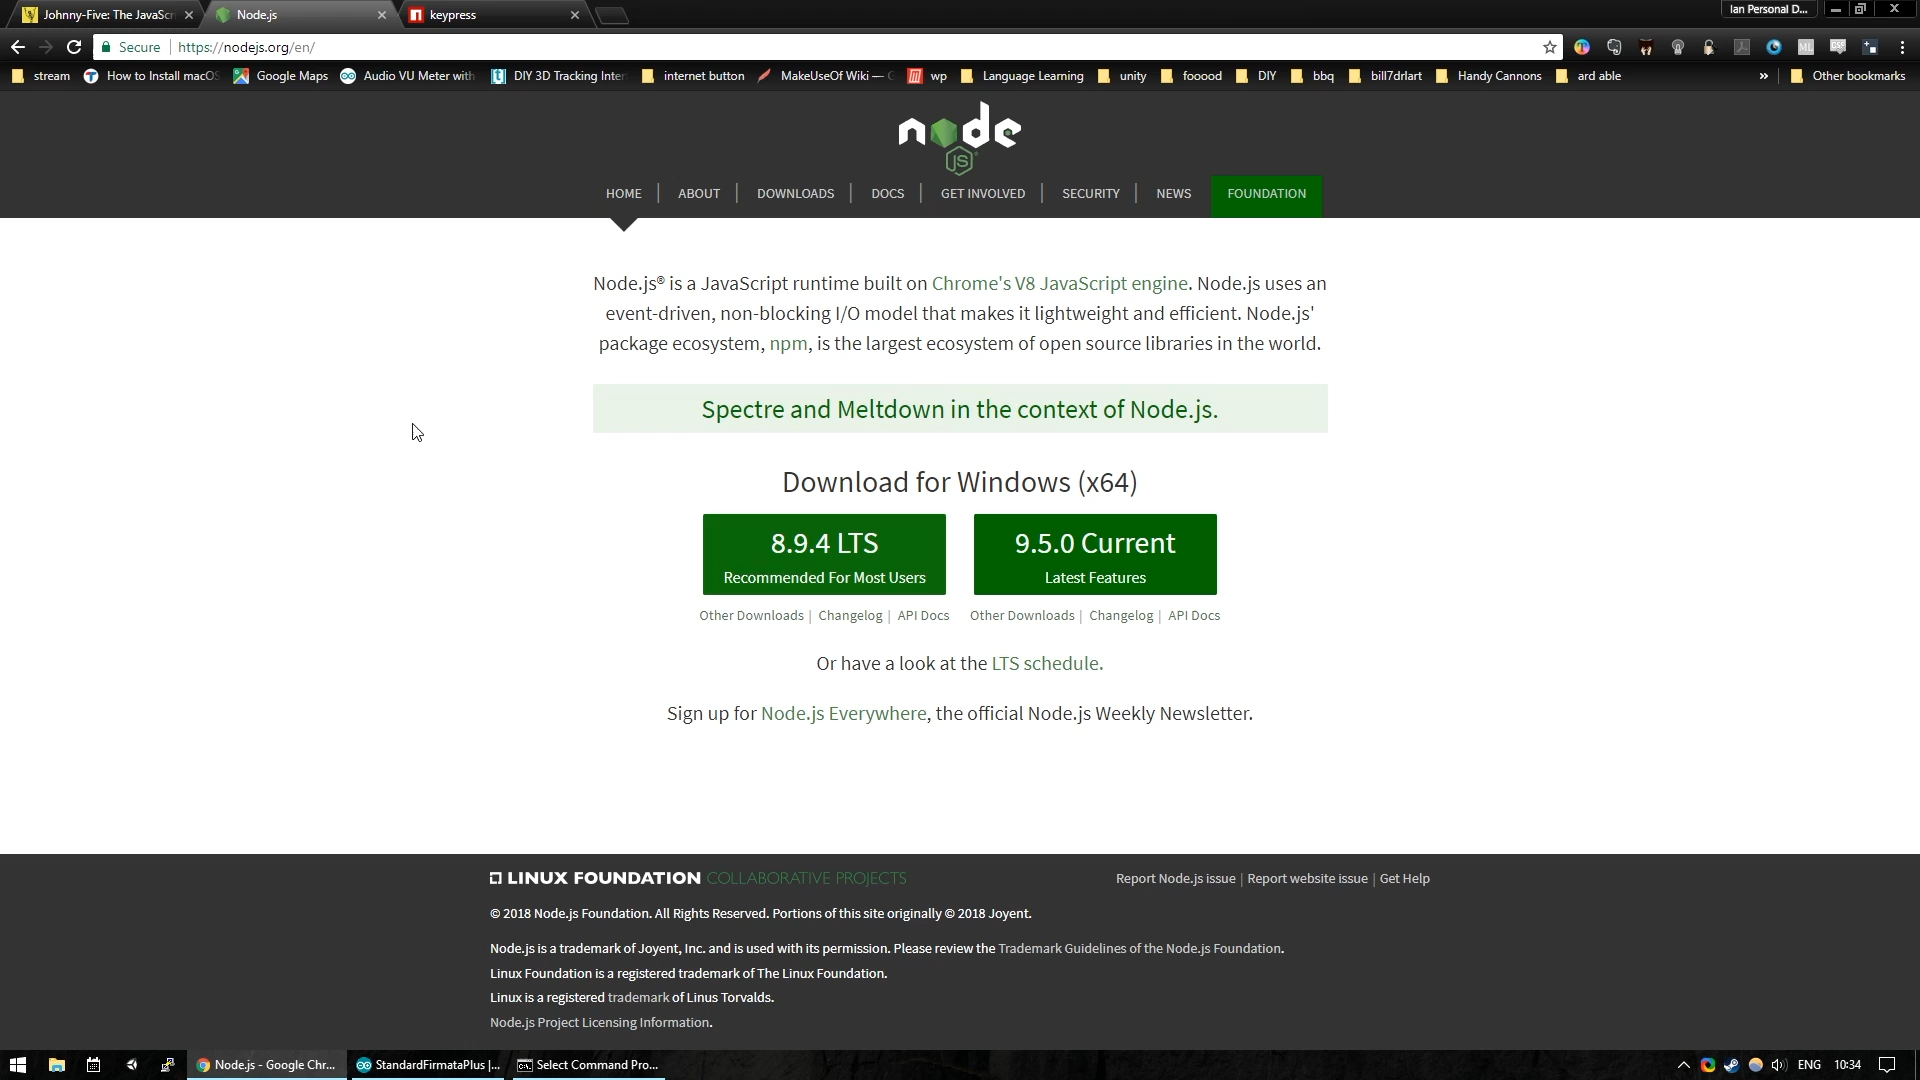 Johnny-Five: The JavaScri
Node.js
keypress
Ian Personal D...
Secure
https://nodejs.org/en/
stream
How to Install macOS
Google Maps
Audio VU Meter with
DIY 3D Tracking Inter
internet button
MakeUseOf Wiki —
wp
Language Learning
unity
fooood
DIY
bbq
bill7drlart
Handy Cannons
ard able
»
Other bookmarks
node
JS
HOME
ABOUT
DOWNLOADS
DOCS
GET INVOLVED
SECURITY
NEWS
FOUNDATION
Node.js® is a JavaScript runtime built on Chrome's V8 JavaScript engine. Node.js uses an
event-driven, non-blocking I/O model that makes it lightweight and efficient. Node.js'
package ecosystem, npm, is the largest ecosystem of open source libraries in the world.
Spectre and Meltdown in the context of Node.js.
Download for Windows (x64)
8.9.4 LTS
Recommended For Most Users
9.5.0 Current
Latest Features
Other Downloads | Changelog | API Docs
Other Downloads | Changelog | API Docs
Or have a look at the LTS schedule.
Sign up for Node.js Everywhere, the official Node.js Weekly Newsletter.
LINUX FOUNDATION COLLABORATIVE PROJECTS
Report Node.js issue | Report website issue | Get Help
© 2018 Node.js Foundation. All Rights Reserved. Portions of this site originally © 2018 Joyent.
Node.js is a trademark of Joyent, Inc. and is used with its permission. Please review the Trademark Guidelines of the Node.js Foundation.
Linux Foundation is a registered trademark of The Linux Foundation.
Linux is a registered trademark of Linus Torvalds.
Node.js Project Licensing Information.
Node.js - Google Chr...
StandardFirmataPlus |...
Select Command Pro...
ENG
10:34